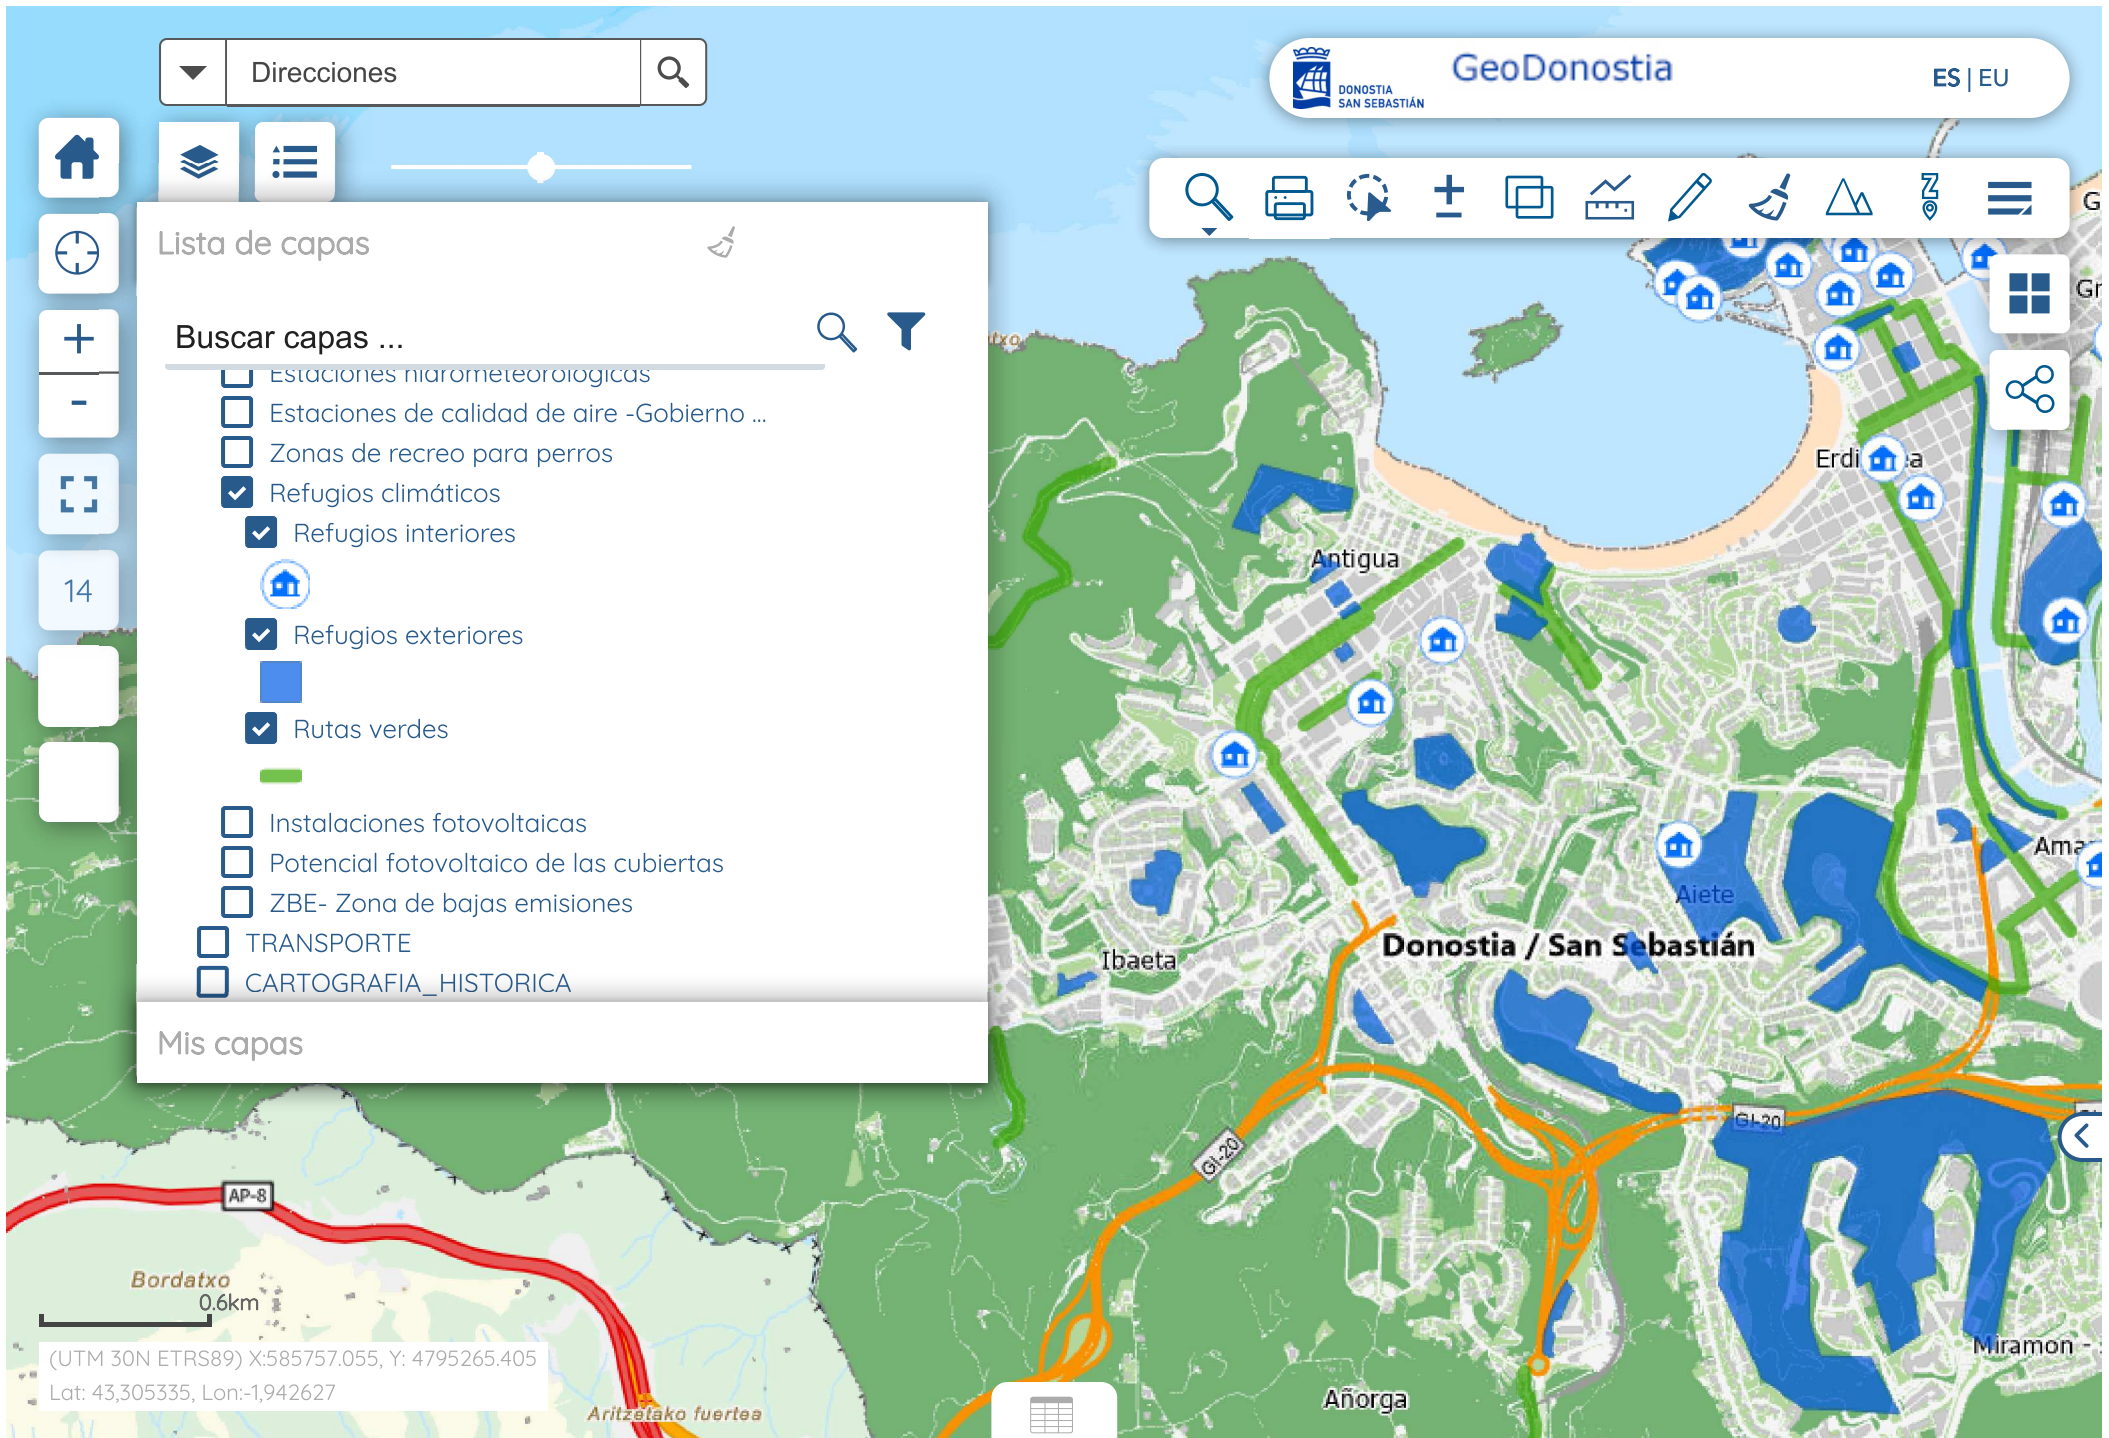 Direcciones
DONOSTIA
SAN SEBASTIÁN
GeoDonostia
ES | EU
Lista de capas
Buscar capas ...
Estaciones hidrometeorológicas
Estaciones de calidad de aire -Gobierno ...
Zonas de recreo para perros
Refugios climáticos
Refugios interiores
Refugios exteriores
Rutas verdes
Instalaciones fotovoltaicas
Potencial fotovoltaico de las cubiertas
ZBE- Zona de bajas emisiones
TRANSPORTE
CARTOGRAFIA_HISTORICA
Mis capas
+
-
14
Z
Antigua
Aiete
Donostia / San Sebastián
Ibaeta
GI-20
GI-20
AP-8
Bordatxo
0.6km
(UTM 30N ETRS89) X:585757.055, Y: 4795265.405
Lat: 43,305335, Lon:-1,942627
Aritzetako fuertea
Añorga
Miramon -